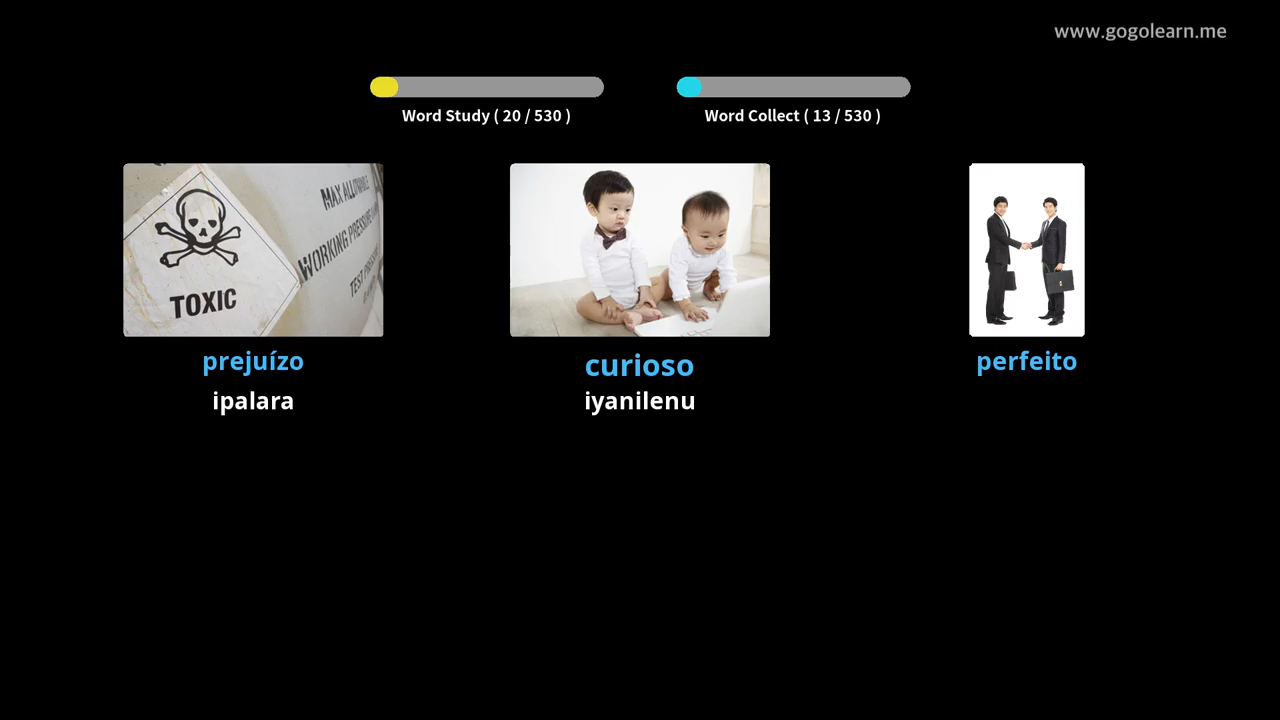 www.gogolearn.me
Word Study ( 20 / 530 )
Word Collect ( 13 / 530 )
MAX ALLOWABLE
WORKING PRESSURE
TEST
TOXIC
prejuízo
curioso
perfeito
ipalara
iyanilenu